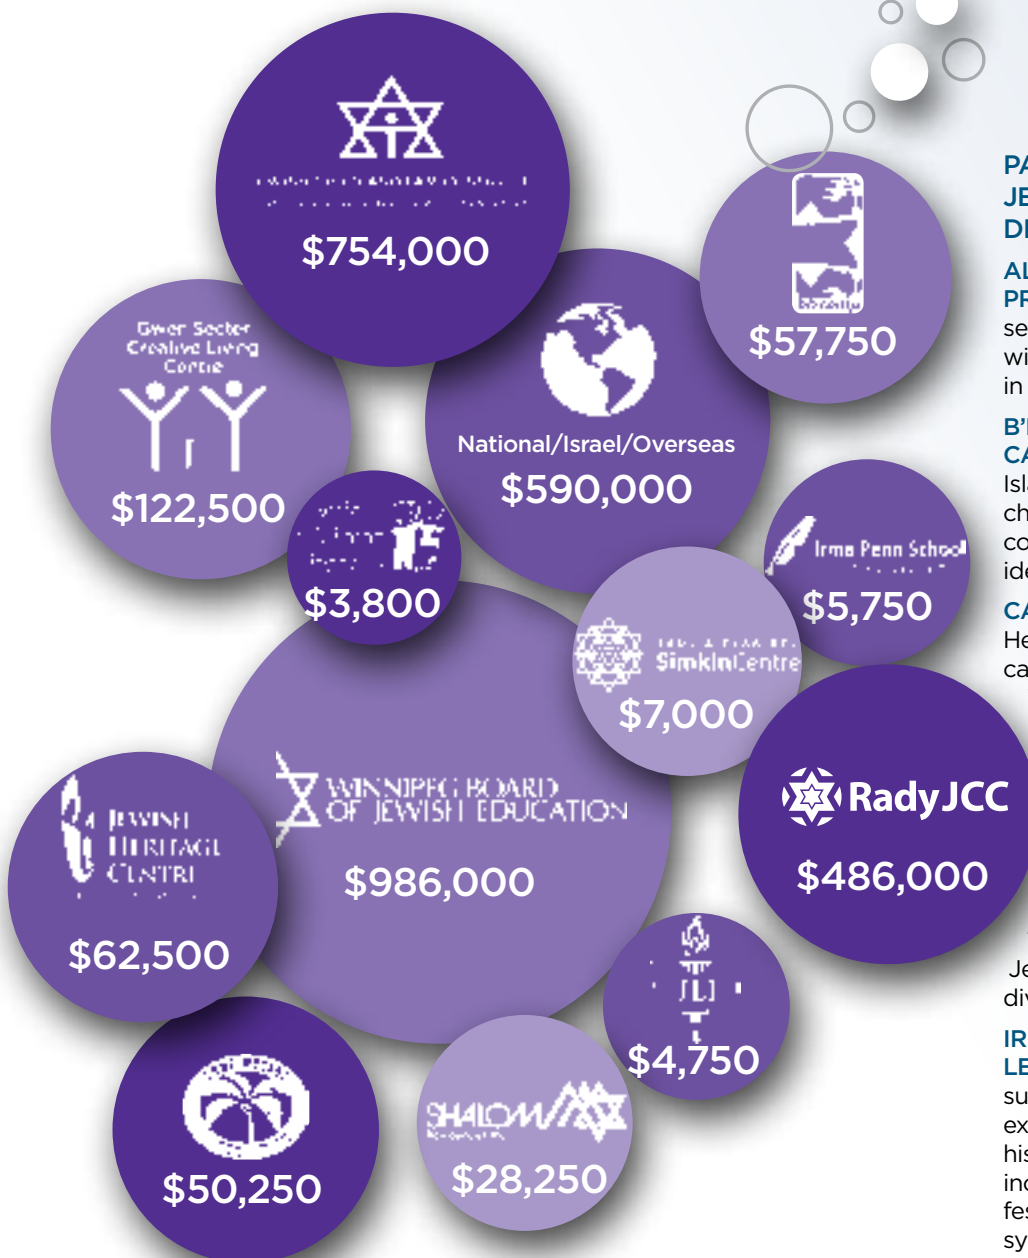 $754,000
$57,750
Gwen Secter
Creative Living
Centre
$122,500
National/Israel/Overseas
$590,000
$3,800
Irma Penn School
$5,750
SimkinCentre
$7,000
WINNIPEG BOARD
OF JEWISH EDUCATION
$986,000
RadyJCC
$486,000
JEWISH
HERITAGE
CENTRE
$62,500
$4,750
$50,250
SHALOM
$28,250
PA
JE
DI
AL
PR
se
wi
in
B'
CA
Isla
ch
co
ide
CA
He
ca
Je
div
IR
LE
su
ex
his
inc
fes
sy